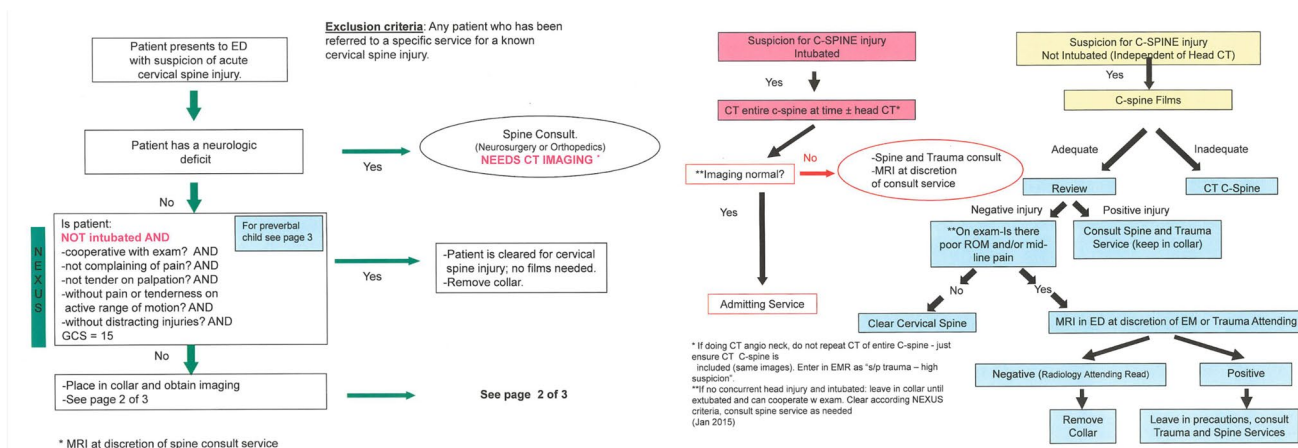 Exclusion criteria: Any patient who has been
referred to a specific service for a known
cervical spine injury.
Patient presents to ED
with suspicion of acute
cervical spine injury.
Patient has a neurologic
deficit
Yes
Spine Consult.
(Neurosurgery or Orthopedics)
NEEDS CT IMAGING *
No
NEXUS
Is patient:
NOT intubated AND
-cooperative with exam? AND
-not complaining of pain? AND
-not tender on palpation? AND
-without pain or tenderness on
active range of motion? AND
-without distracting injuries? AND
GCS = 15
For preverbal
child see page 3
Yes
-Patient is cleared for cervical
spine injury; no films needed.
-Remove collar.
No
-Place in collar and obtain imaging
-See page 2 of 3
See page 2 of 3
* MRI at discretion of spine consult service
Suspicion for C-SPINE injury
Intubated
Yes
CT entire c-spine at time ± head CT*
**Imaging normal?
No
-Spine and Trauma consult
-MRI at discretion
of consult service
Yes
Admitting Service
* If doing CT angio neck, do not repeat CT of entire C-spine - just
ensure CT C-spine is
included (same images). Enter in EMR as “s/p trauma – high
suspicion”.
**If no concurrent head injury and intubated: leave in collar until
extubated and can cooperate w exam. Clear according NEXUS
criteria, consult spine service as needed
(Jan 2015)
Suspicion for C-SPINE injury
Not Intubated (Independent of Head CT)
Yes
C-spine Films
Adequate
Inadequate
Review
CT C-Spine
Negative injury
Positive injury
**On exam-Is there
poor ROM and/or mid-
line pain
Consult Spine and Trauma
Service (keep in collar)
No
Yes
Clear Cervical Spine
MRI in ED at discretion of EM or Trauma Attending
Negative (Radiology Attending Read)
Positive
Remove
Collar
Leave in precautions, consult
Trauma and Spine Services